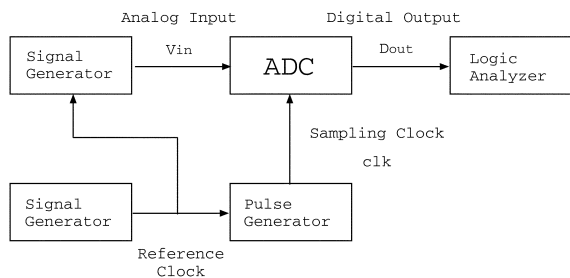 Analog Input
Digital Output
Signal
Generator
Vin
ADC
Dout
Logic
Analyzer
Sampling Clock
clk
Signal
Generator
Pulse
Generator
Reference
Clock